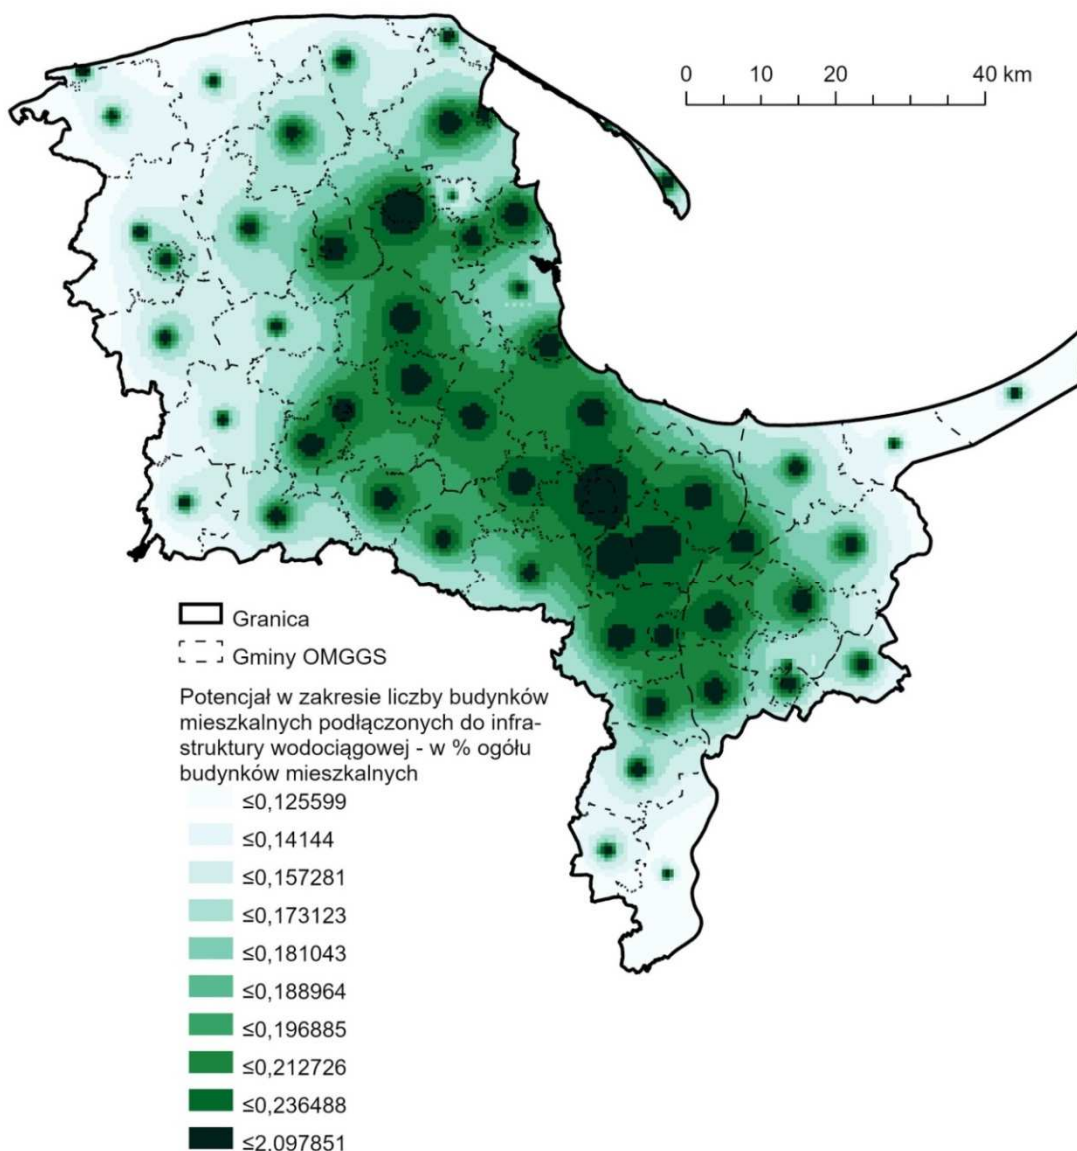 0 10 20 40 km
Granica
Gminy OMGGS
Potencjał w zakresie liczby budynków
mieszkalnych podłączonych do infra-
struktury wodociągowej - w % ogółu
budynków mieszkalnych
≤0,125599
≤0,14144
≤0,157281
≤0,173123
≤0,181043
≤0,188964
≤0,196885
≤0,212726
≤0,236488
≤2,097851